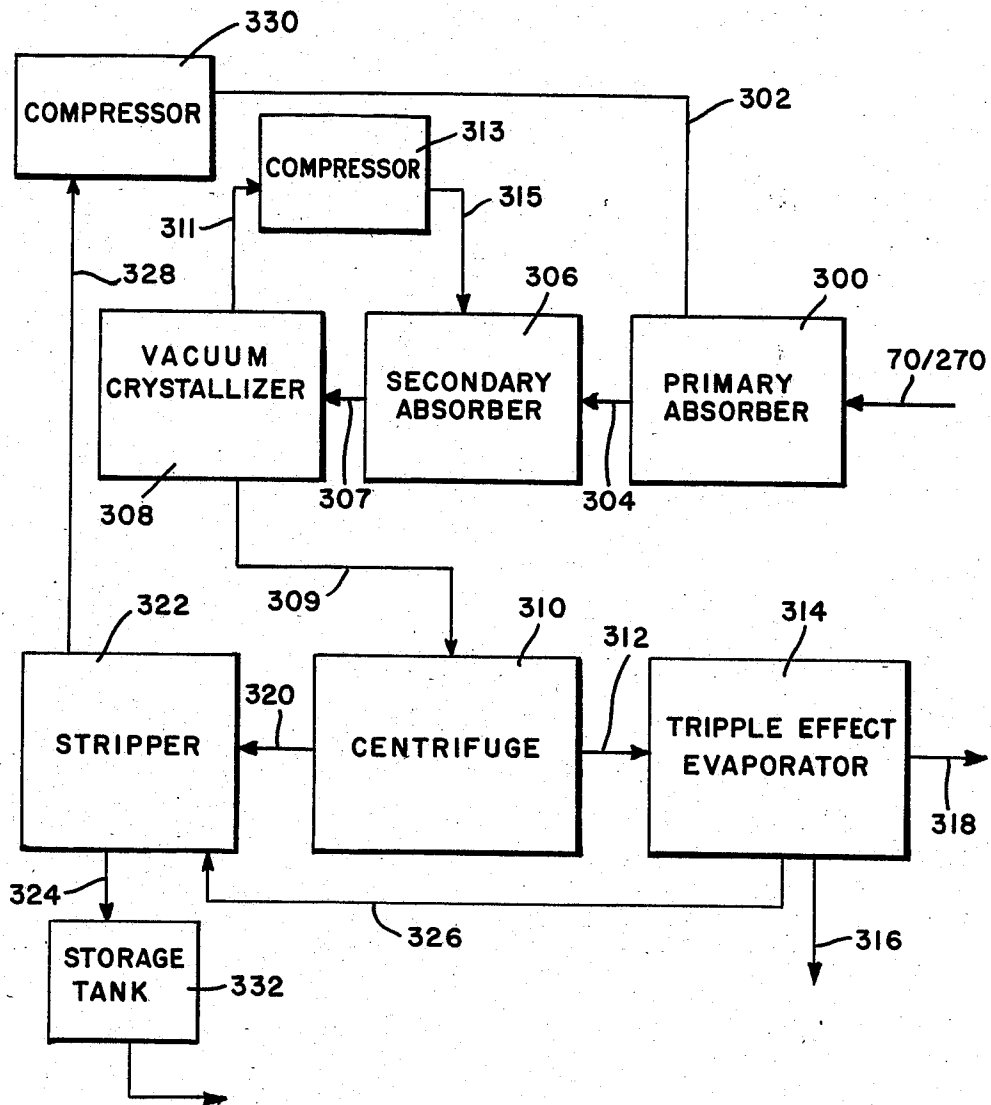 330
COMPRESSOR
302
313
COMPRESSOR
315
311
328
306
300
VACUUM
CRYSTALLIZER
SECONDARY
ABSORBER
PRIMARY
ABSORBER
70/270
308
307
304
309
322
310
312
314
320
STRIPPER
CENTRIFUGE
TRIPPLE EFFECT
EVAPORATOR
318
324
326
316
STORAGE
TANK
332